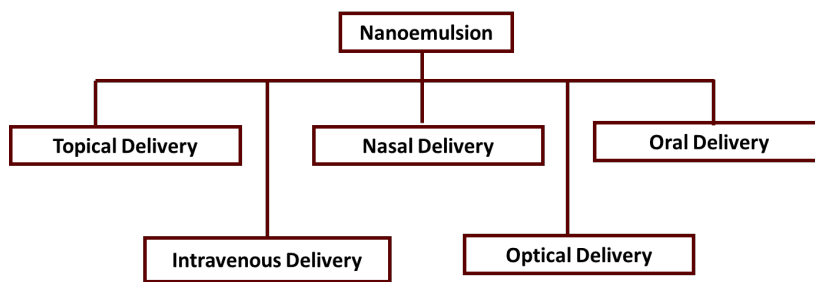 Nanoemulsion
Topical Delivery
Nasal Delivery
Oral Delivery
Intravenous Delivery
Optical Delivery